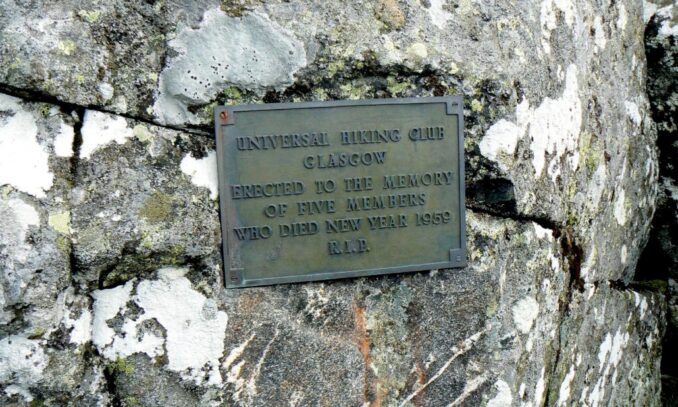 UNIVERSAL HIKING CLUB
GLASGOW
ERECTED TO THE MEMORY
OF FIVE MEMBERS
WHO DIED NEW YEAR 1959
R.I.P.